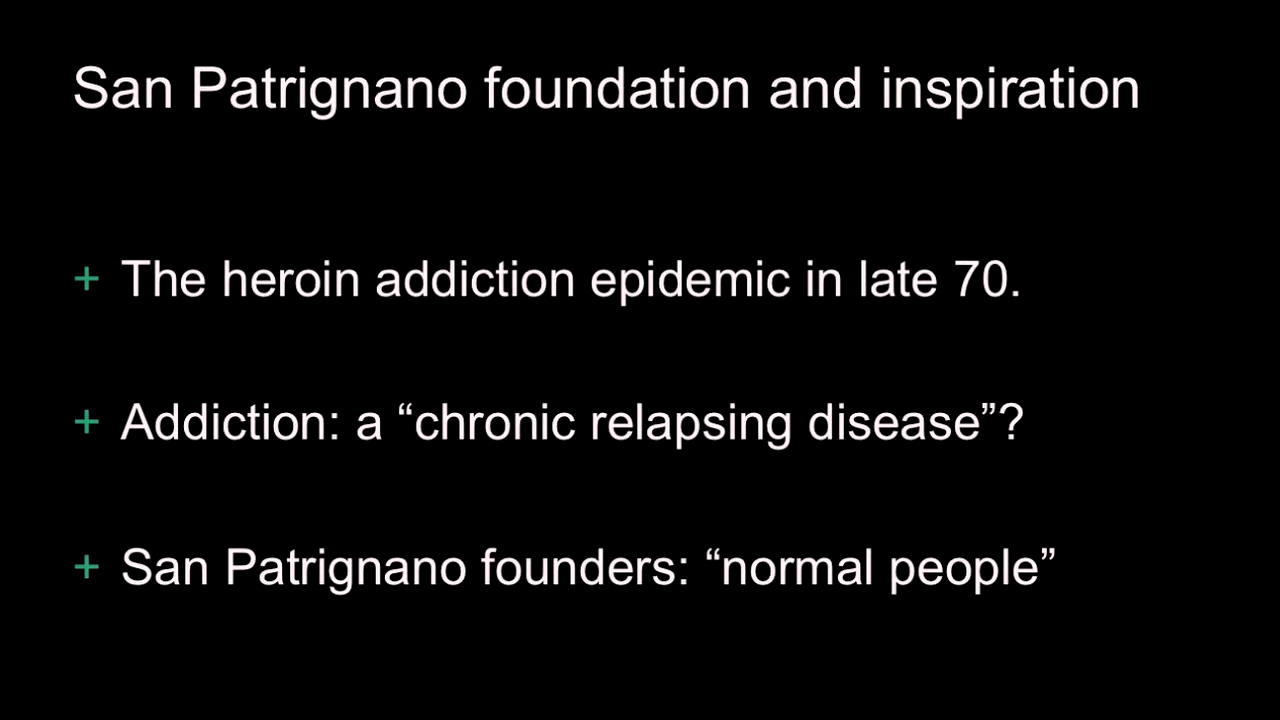 San Patrignano foundation and inspiration
+ The heroin addiction epidemic in late 70.
+ Addiction: a “chronic relapsing disease”?
+ San Patrignano founders: “normal people”